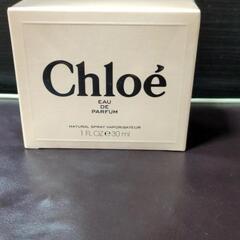 Chloé
EAU
DE
PARFUM
NATURAL SPRAY VAPORISATEUR
1 FL OZ ℮ 30 ml